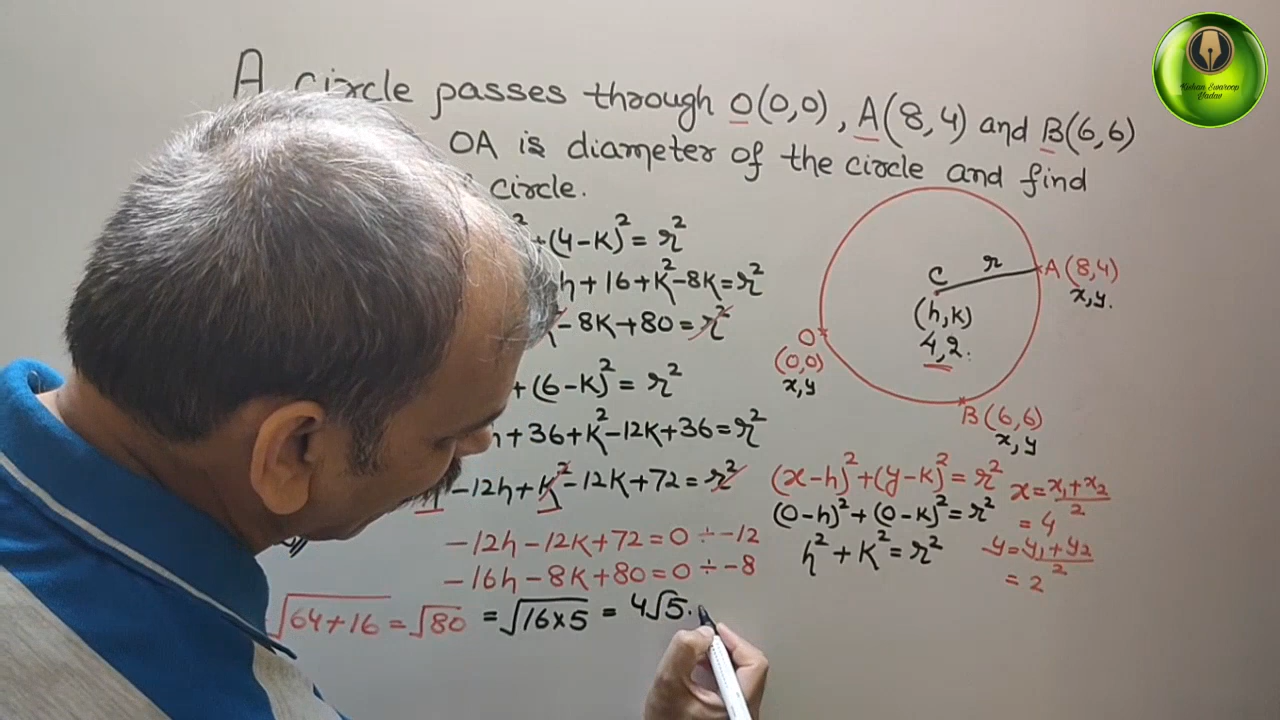 A circle passes through O(0,0), A(8,4) and B(6,6)
OA is diameter of the circle and find
circle.
+(4-K)² = r²
h + 16 + K² - 8K = r²
- 8K + 80 = r²
+ (6-K)² = r²
h + 36 + K² - 12K + 36 = r²
- 12h + K² - 12K + 72 = r²
-12h - 12K + 72 = 0 ÷ -12
-16h - 8K + 80 = 0 ÷ -8
√64+16 = √80 = √16×5 = 4√5.
C
r
(h,K)
4,2.
A(8,4)
x,y.
O
(0,0)
x,y
B(6,6)
x,y
(x-h)² + (y-K)² = r²
(0-h)² + (0-K)² = r²
h² + K² = r²
x = x₁+x₂/2
= 4
y = y₁+y₂/2
= 2
Kishan Swaroop
Yadav